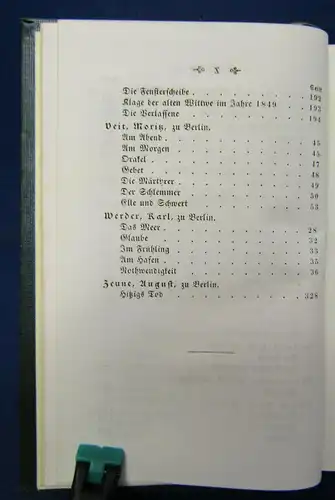 X
Seite
Die Fensterscheibe . . . . . . . . . . 192
Klage der alten Wittwe im Jahre 1849 . . . 193
Die Verlassene . . . . . . . . . . . 194
Veit, Moritz, zu Berlin.
Am Abend . . . . . . . . . . . . 45
Am Morgen . . . . . . . . . . . 45
Orakel . . . . . . . . . . . . . 47
Gebet . . . . . . . . . . . . . 48
Die Märtyrer . . . . . . . . . . . 49
Der Schlemmer . . . . . . . . . . 50
Elle und Schwert . . . . . . . . . . 53
Werder, Karl, zu Berlin.
Das Meer . . . . . . . . . . . . 28
Glaube . . . . . . . . . . . . . 32
Im Frühling . . . . . . . . . . . 33
Am Hafen . . . . . . . . . . . . 35
Nothwendigkeit . . . . . . . . . . 36
Zeune, August, zu Berlin.
Hitzigs Tod . . . . . . . . . . . 328